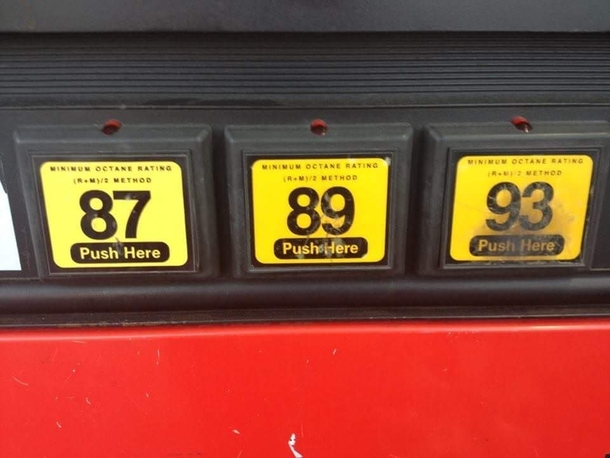 MINIMUM OCTANE RATING
(R+M)/2 METHOD
87
Push Here
MINIMUM OCTANE RATING
(R+M)/2 METHOD
89
Push Here
MINIMUM OCTANE RATING
(R+M)/2 METHOD
93
Push Here